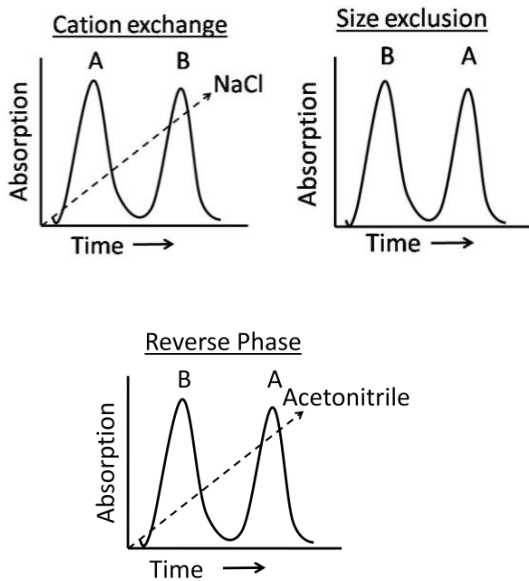 Cation exchange
A B
NaCl
Absorption
Time
Size exclusion
B A
Absorption
Time
Reverse Phase
B A
Acetonitrile
Absorption
Time